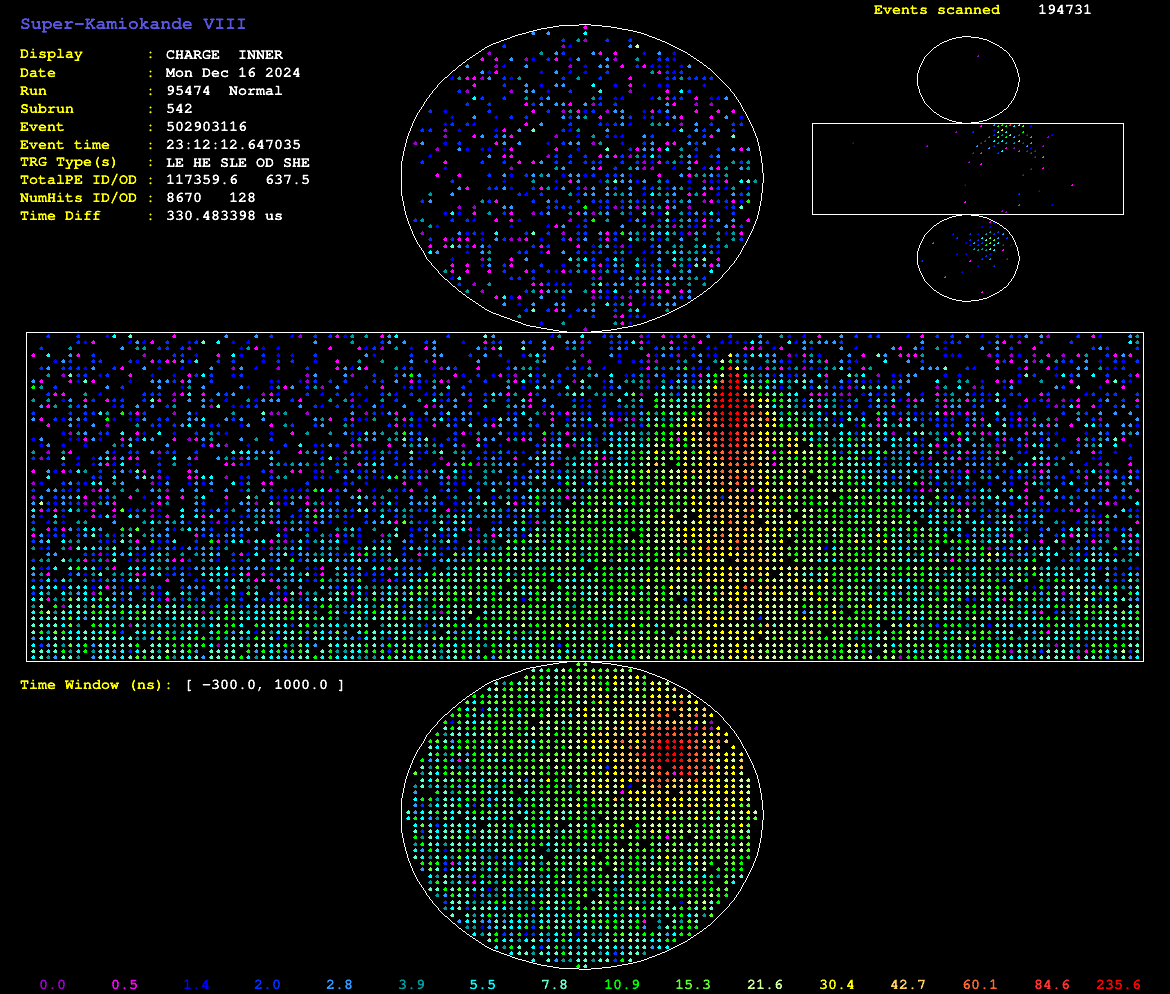 Super-Kamiokande VIII
Events scanned 194731
Display : CHARGE INNER
Date : Mon Dec 16 2024
Run : 95474 Normal
Subrun : 542
Event : 502903116
Event time : 23:12:12.647035
TRG Type(s) : LE HE SLE OD SHE
TotalPE ID/OD : 117359.6 637.5
NumHits ID/OD : 8670 128
Time Diff : 330.483398 us
Time Window (ns): [ −300.0, 1000.0 ]
0.0 0.5 1.4 2.0 2.8 3.9 5.5 7.8 10.9 15.3 21.6 30.4 42.7 60.1 84.6 235.6